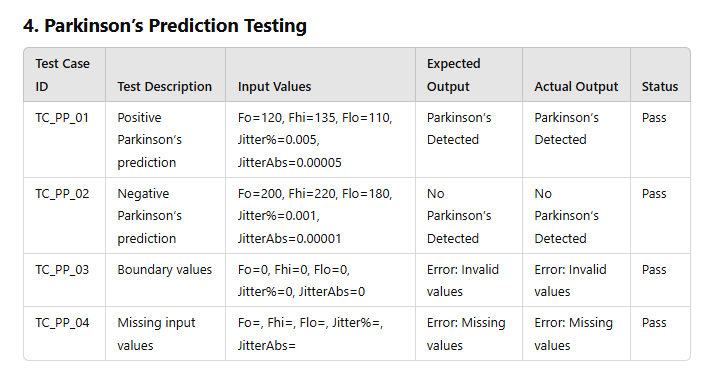 4. Parkinson's Prediction Testing
Test Case ID | Test Description | Input Values | Expected Output | Actual Output | Status
TC_PP_01 | Positive Parkinson's prediction | Fo=120, Fhi=135, Flo=110, Jitter%=0.005, JitterAbs=0.00005 | Parkinson's Detected | Parkinson's Detected | Pass
TC_PP_02 | Negative Parkinson's prediction | Fo=200, Fhi=220, Flo=180, Jitter%=0.001, JitterAbs=0.00001 | No Parkinson's Detected | No Parkinson's Detected | Pass
TC_PP_03 | Boundary values | Fo=0, Fhi=0, Flo=0, Jitter%=0, JitterAbs=0 | Error: Invalid values | Error: Invalid values | Pass
TC_PP_04 | Missing input values | Fo=, Fhi=, Flo=, Jitter%=, JitterAbs= | Error: Missing values | Error: Missing values | Pass